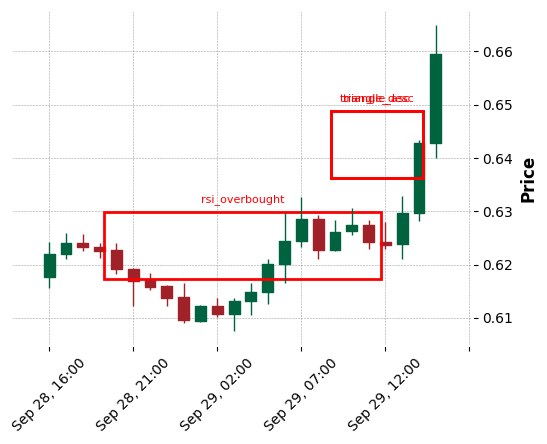 0.66
0.65
triangle_desc
0.64
Price
0.63
rsi_overbought
0.62
0.61
Sep 28, 16:00
Sep 28, 21:00
Sep 29, 02:00
Sep 29, 07:00
Sep 29, 12:00